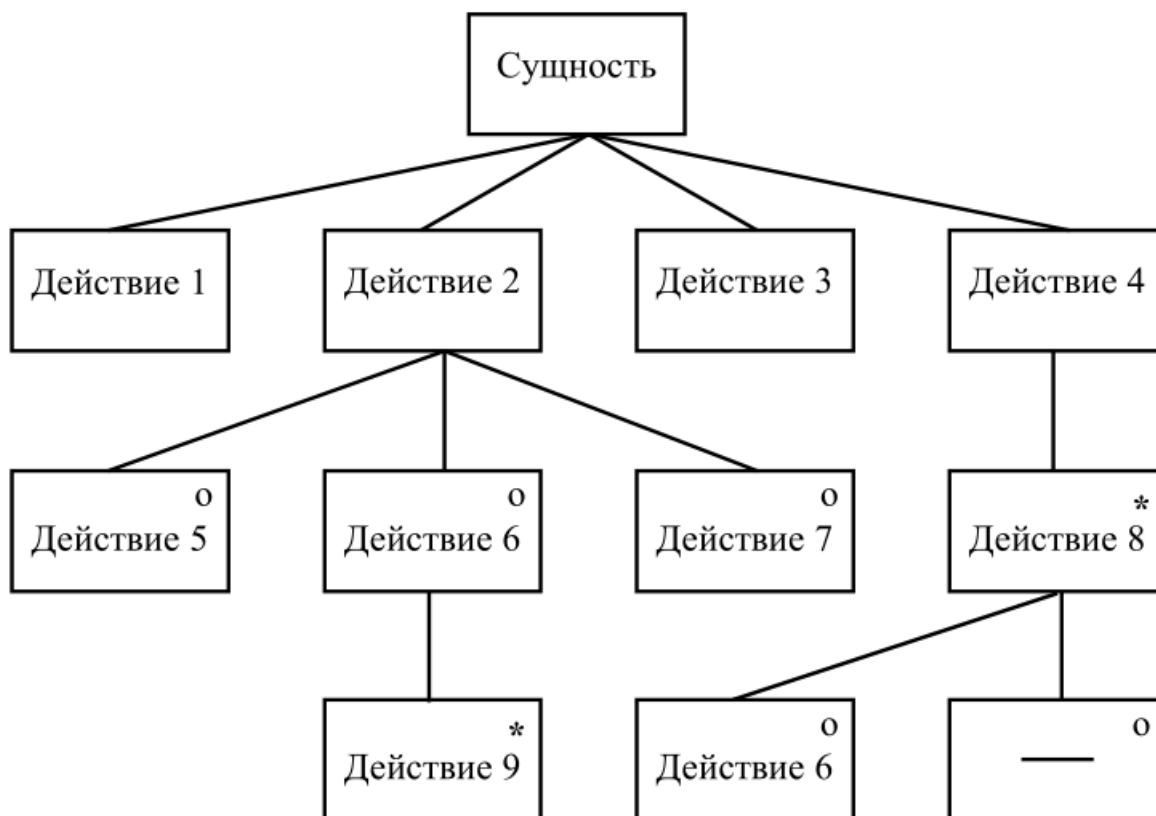 Сущность
Действие 1
Действие 2
Действие 3
Действие 4
о
Действие 5
о
Действие 6
о
Действие 7
*
Действие 8
*
Действие 9
о
Действие 6
о
—